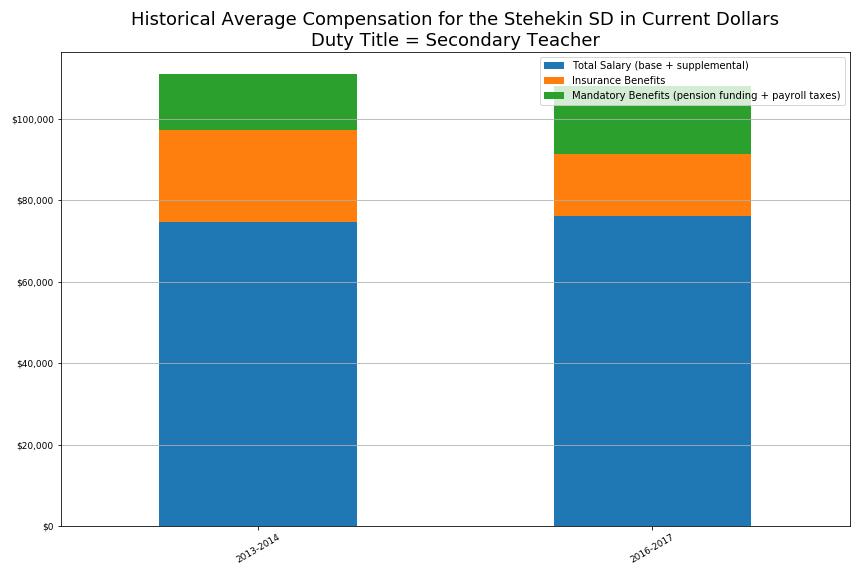 Historical Average Compensation for the Stehekin SD in Current Dollars
Duty Title = Secondary Teacher
Total Salary (base + supplemental)
Insurance Benefits
Mandatory Benefits (pension funding + payroll taxes)
$100,000
$80,000
$60,000
$40,000
$20,000
$0
2013-2014
2016-2017